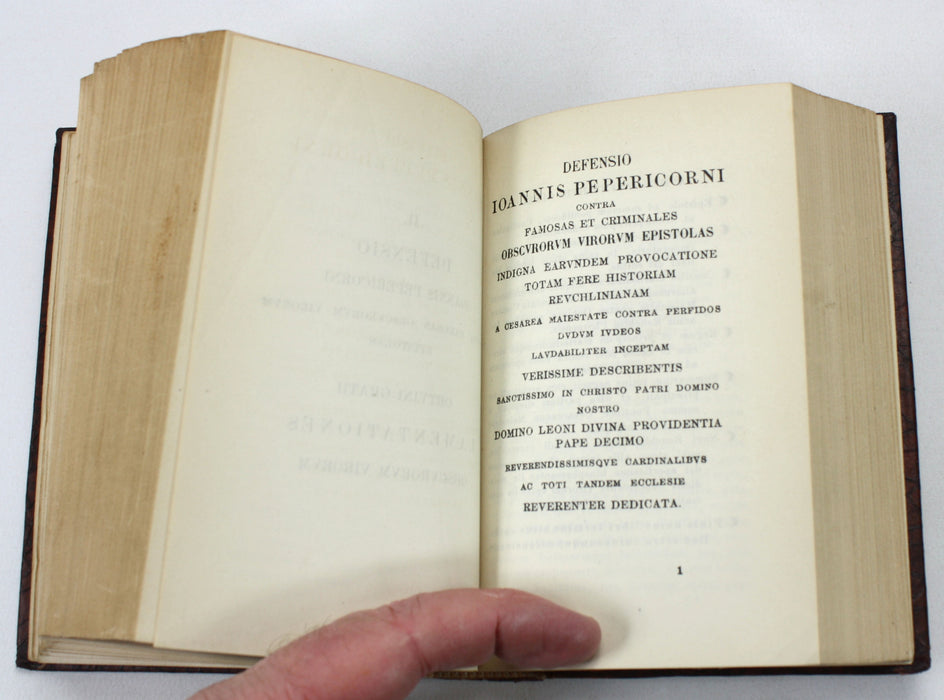 DEFENSIO
IOANNIS PEPERICORNI
CONTRA
FAMOSAS ET CRIMINALES
OBSCVRORVM VIRORVM EPISTOLAS
INDIGNA EARVNDEM PROVOCATIONE
TOTAM FERE HISTORIAM
REVCHLINIANAM
A CESAREA MAIESTATE CONTRA PERFIDOS
DVDVM IVDEOS
LAVDABILITER INCEPTAM
VERISSIME DESCRIBENTIS
SANCTISSIMO IN CHRISTO PATRI DOMINO
NOSTRO
DOMINO LEONI DIVINA PROVIDENTIA
PAPE DECIMO
REVERENDISSIMISQVE CARDINALIBVS
AC TOTI TANDEM ECCLESIE
REVERENTER DEDICATA.
1